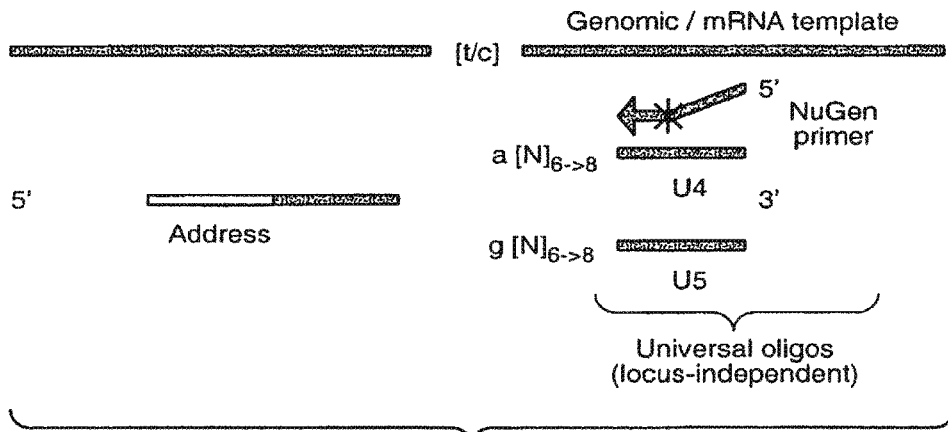 Genomic / mRNA template
[t/c]
5'
NuGen
primer
a [N]6->8
U4
5'
3'
Address
g [N]6->8
U5
Universal oligos
(locus-independent)